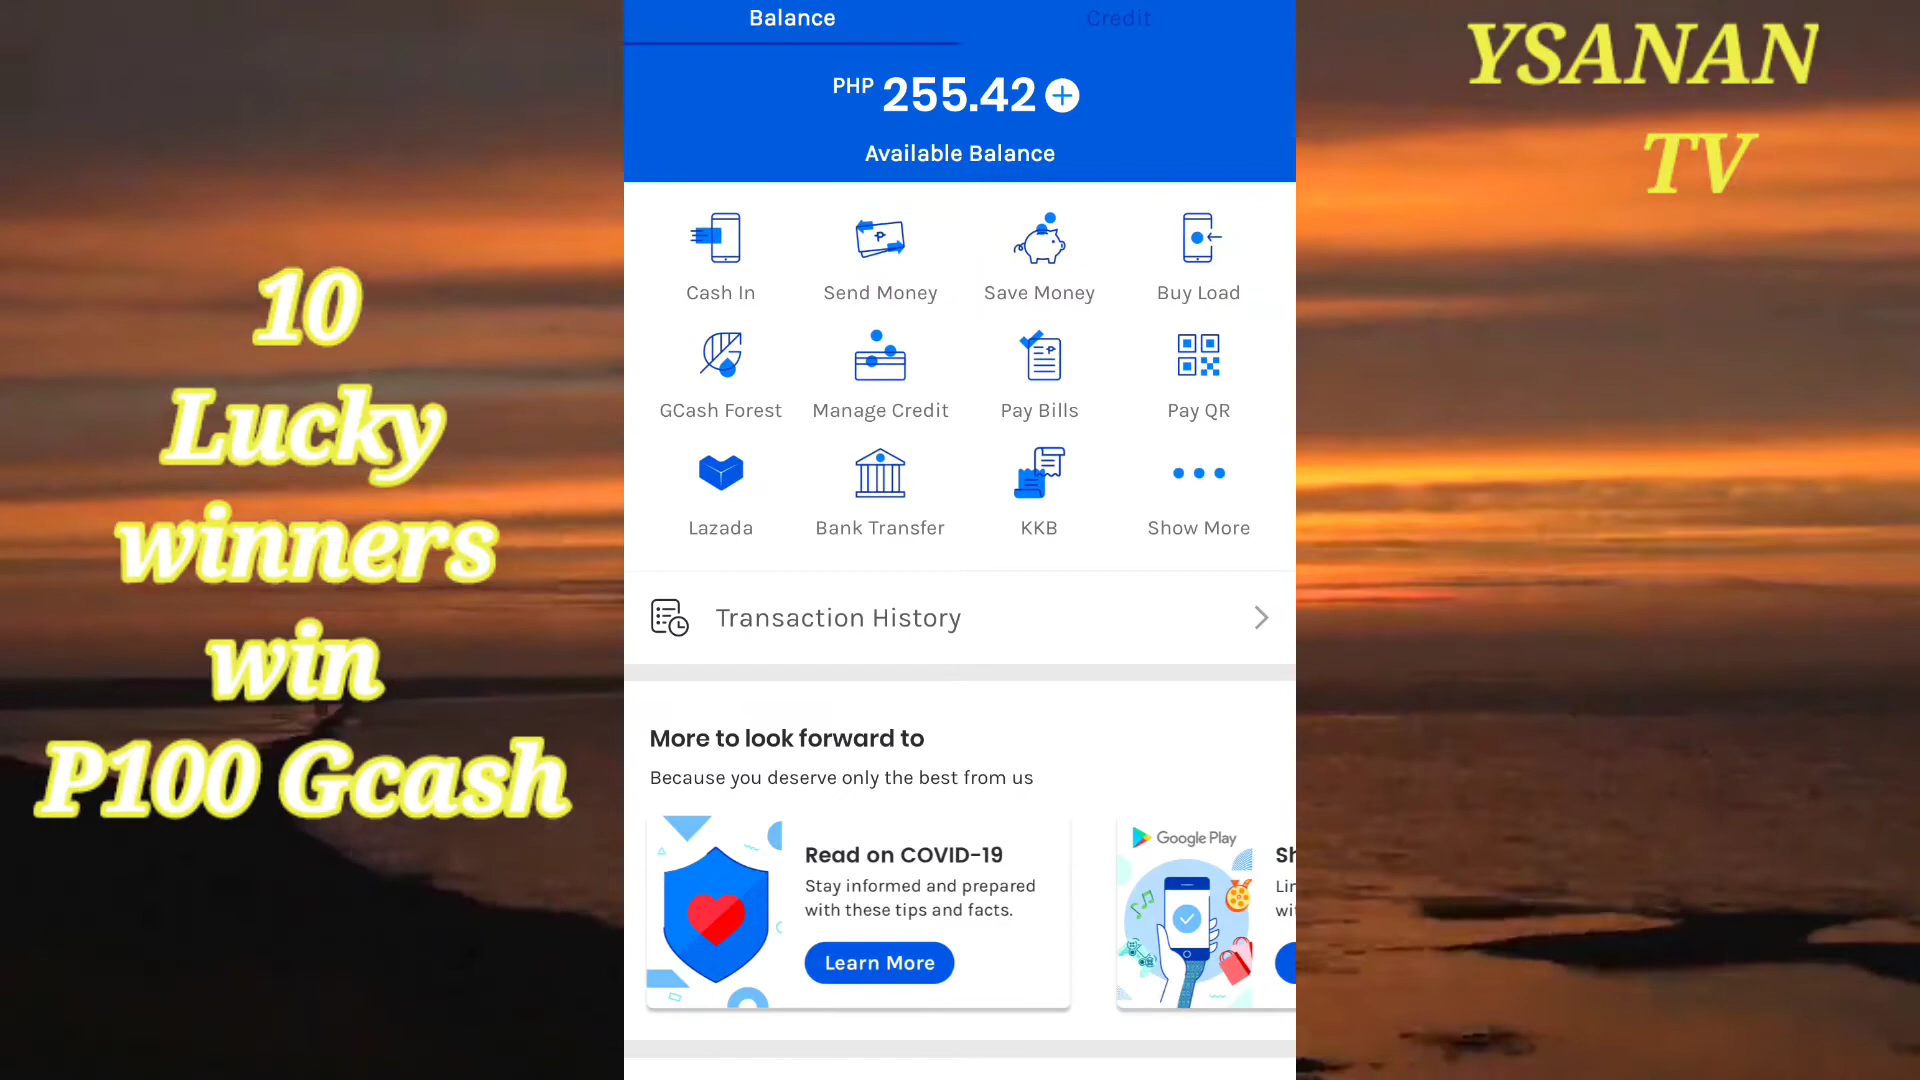 10
Lucky
winners
win
P100 Gcash
Balance
Credit
PHP 255.42
Available Balance
Cash In
Send Money
Save Money
Buy Load
GCash Forest
Manage Credit
Pay Bills
Pay QR
Lazada
Bank Transfer
KKB
Show More
Transaction History
More to look forward to
Because you deserve only the best from us
Read on COVID-19
Stay informed and prepared
with these tips and facts.
Learn More
Google Play
YSANAN
TV